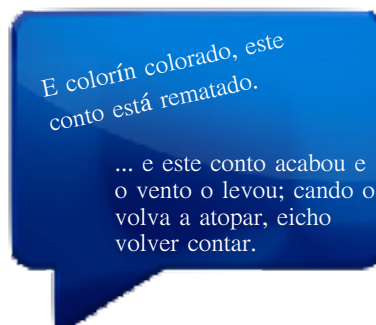 E colorín colorado, este
conto está rematado.
... e este conto acabou e
o vento o levou; cando o
volva a atopar, eicho
volver contar.